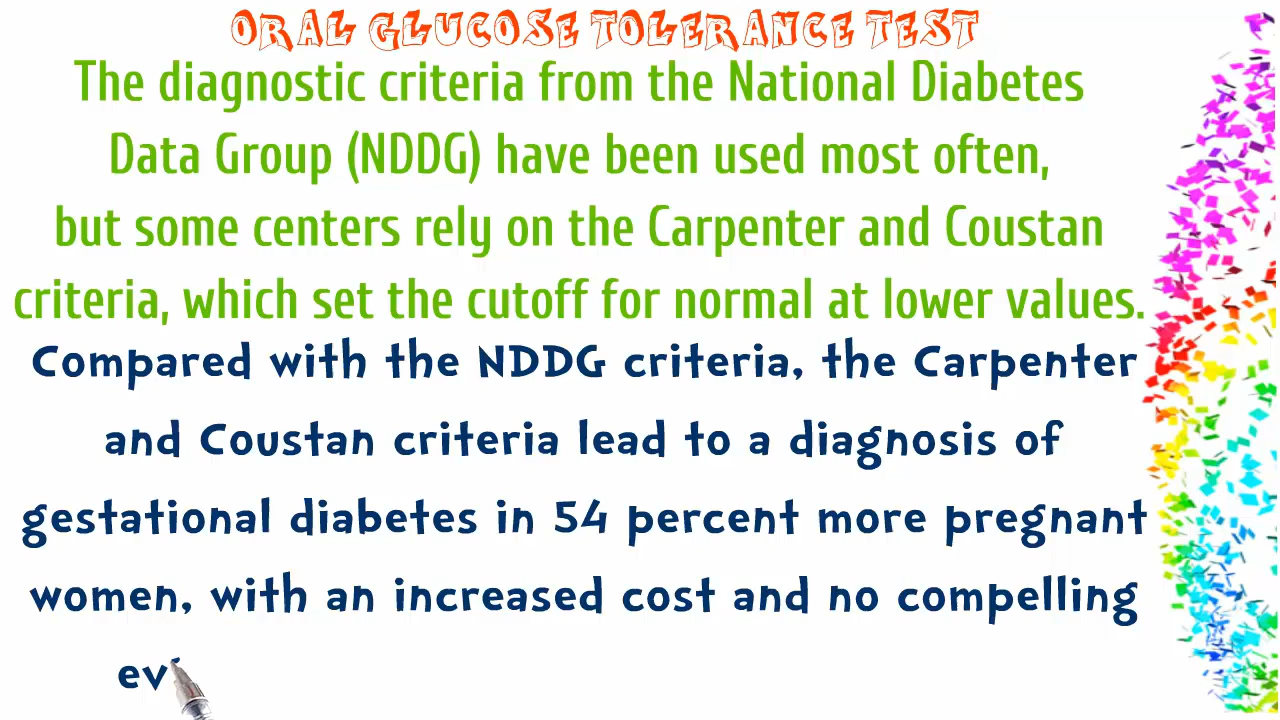 ORAL GLUCOSE TOLERANCE TEST
The diagnostic criteria from the National Diabetes
Data Group (NDDG) have been used most often,
but some centers rely on the Carpenter and Coustan
criteria, which set the cutoff for normal at lower values.
Compared with the NDDG criteria, the Carpenter
and Coustan criteria lead to a diagnosis of
gestational diabetes in 54 percent more pregnant
women, with an increased cost and no compelling